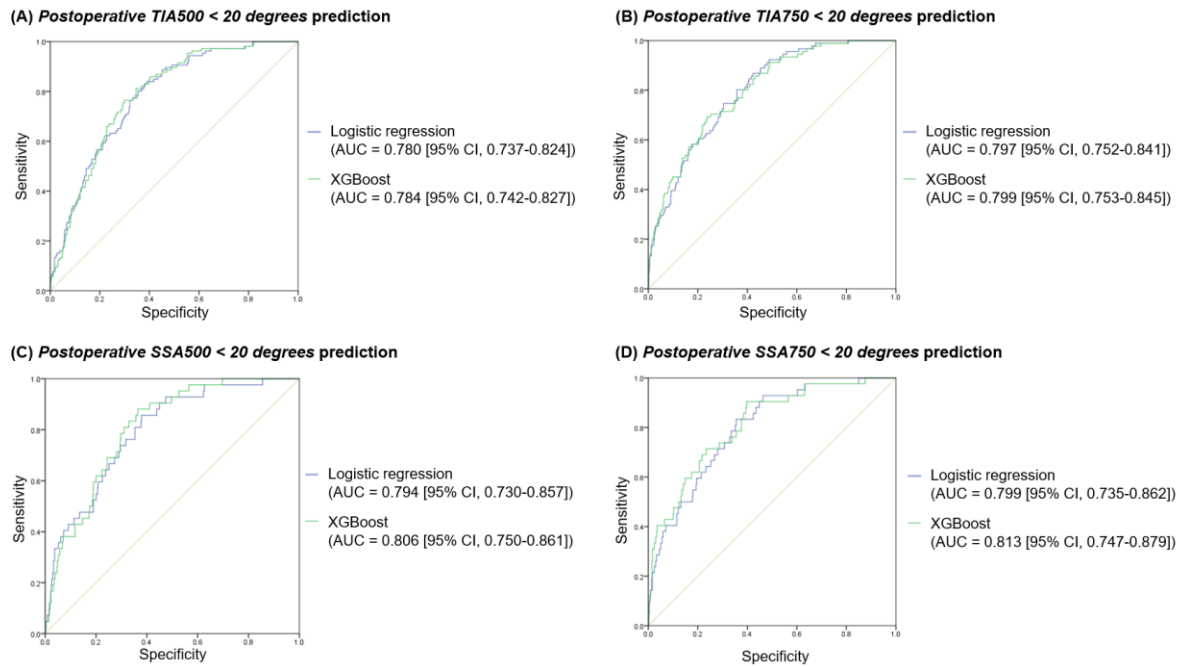 (A) Postoperative TIA500 < 20 degrees prediction
1.0
0.8
0.6
0.4
0.2
0.0
0.0 0.2 0.4 0.6 0.8 1.0
Sensitivity
Specificity
Logistic regression
(AUC = 0.780 [95% CI, 0.737-0.824])
XGBoost
(AUC = 0.784 [95% CI, 0.742-0.827])
(B) Postoperative TIA750 < 20 degrees prediction
1.0
0.8
0.6
0.4
0.2
0.0
0.0 0.2 0.4 0.6 0.8 1.0
Sensitivity
Specificity
Logistic regression
(AUC = 0.797 [95% CI, 0.752-0.841])
XGBoost
(AUC = 0.799 [95% CI, 0.753-0.845])
(C) Postoperative SSA500 < 20 degrees prediction
1.0
0.8
0.6
0.4
0.2
0.0
0.0 0.2 0.4 0.6 0.8 1.0
Sensitivity
Specificity
Logistic regression
(AUC = 0.794 [95% CI, 0.730-0.857])
XGBoost
(AUC = 0.806 [95% CI, 0.750-0.861])
(D) Postoperative SSA750 < 20 degrees prediction
1.0
0.8
0.6
0.4
0.2
0.0
0.0 0.2 0.4 0.6 0.8 1.0
Sensitivity
Specificity
Logistic regression
(AUC = 0.799 [95% CI, 0.735-0.862])
XGBoost
(AUC = 0.813 [95% CI, 0.747-0.879])